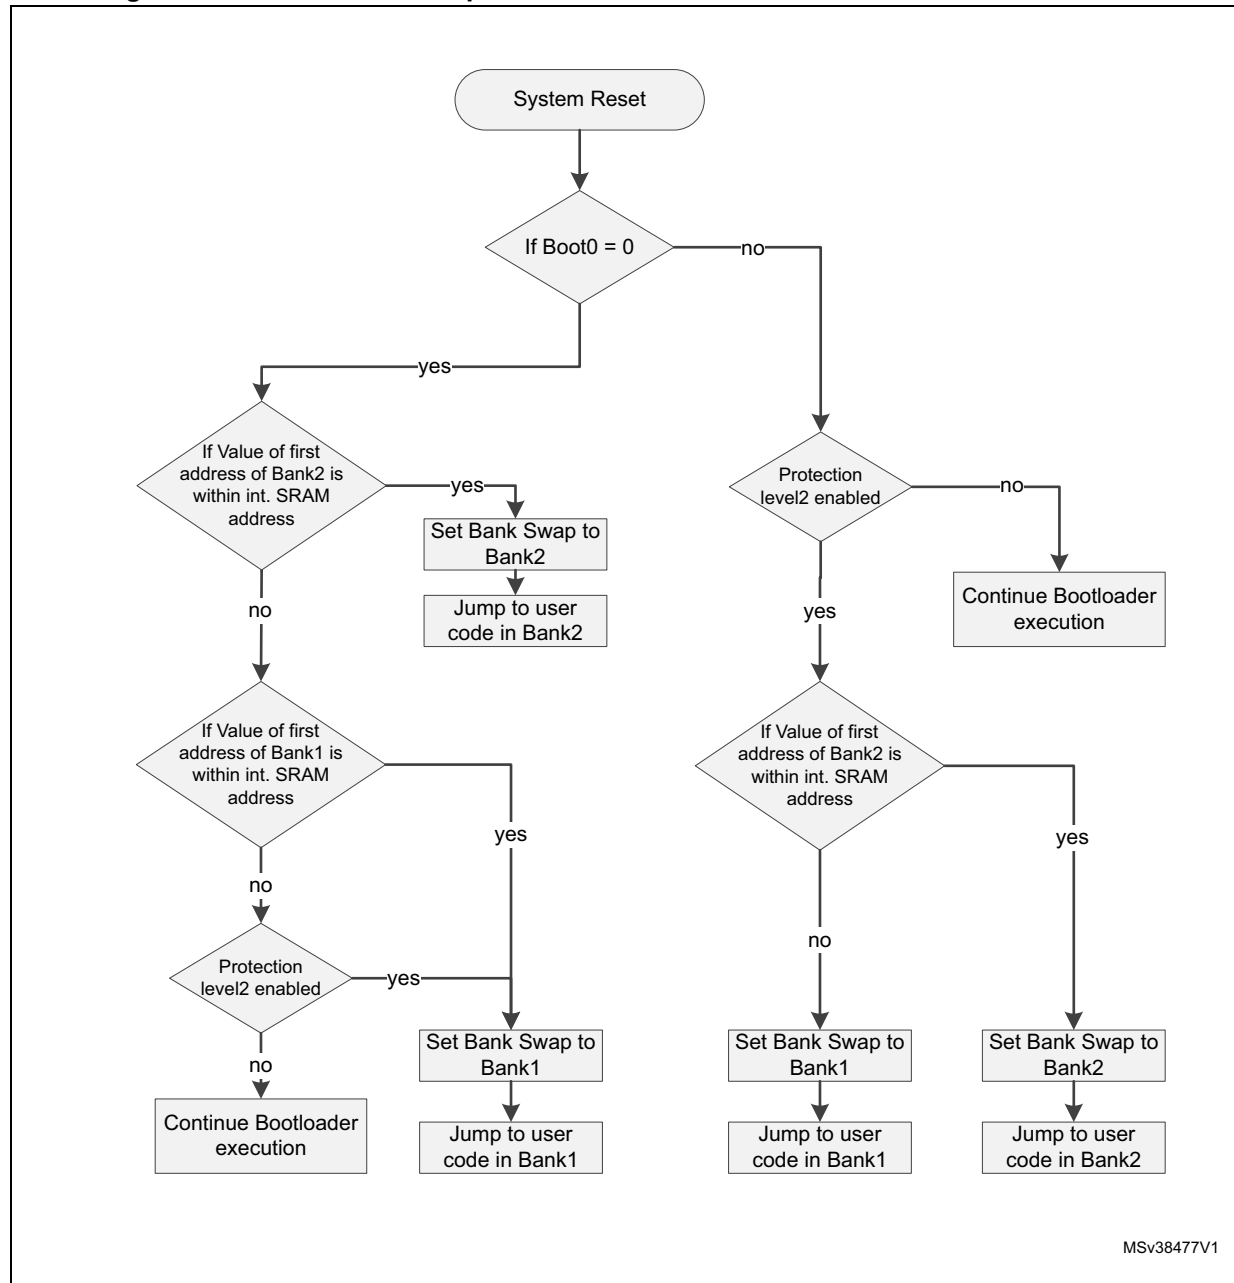 System Reset
If Boot0 = 0
no
yes
If Value of first
address of Bank2 is
within int. SRAM
address
yes
Set Bank Swap to
Bank2
Jump to user
code in Bank2
no
Protection
level2 enabled
no
Continue Bootloader
execution
yes
If Value of first
address of Bank1 is
within int. SRAM
address
yes
no
Protection
level2 enabled
yes
no
Continue Bootloader
execution
Set Bank Swap to
Bank1
Jump to user
code in Bank1
If Value of first
address of Bank2 is
within int. SRAM
address
yes
no
Set Bank Swap to
Bank1
Jump to user
code in Bank1
Set Bank Swap to
Bank2
Jump to user
code in Bank2
MSv38477V1